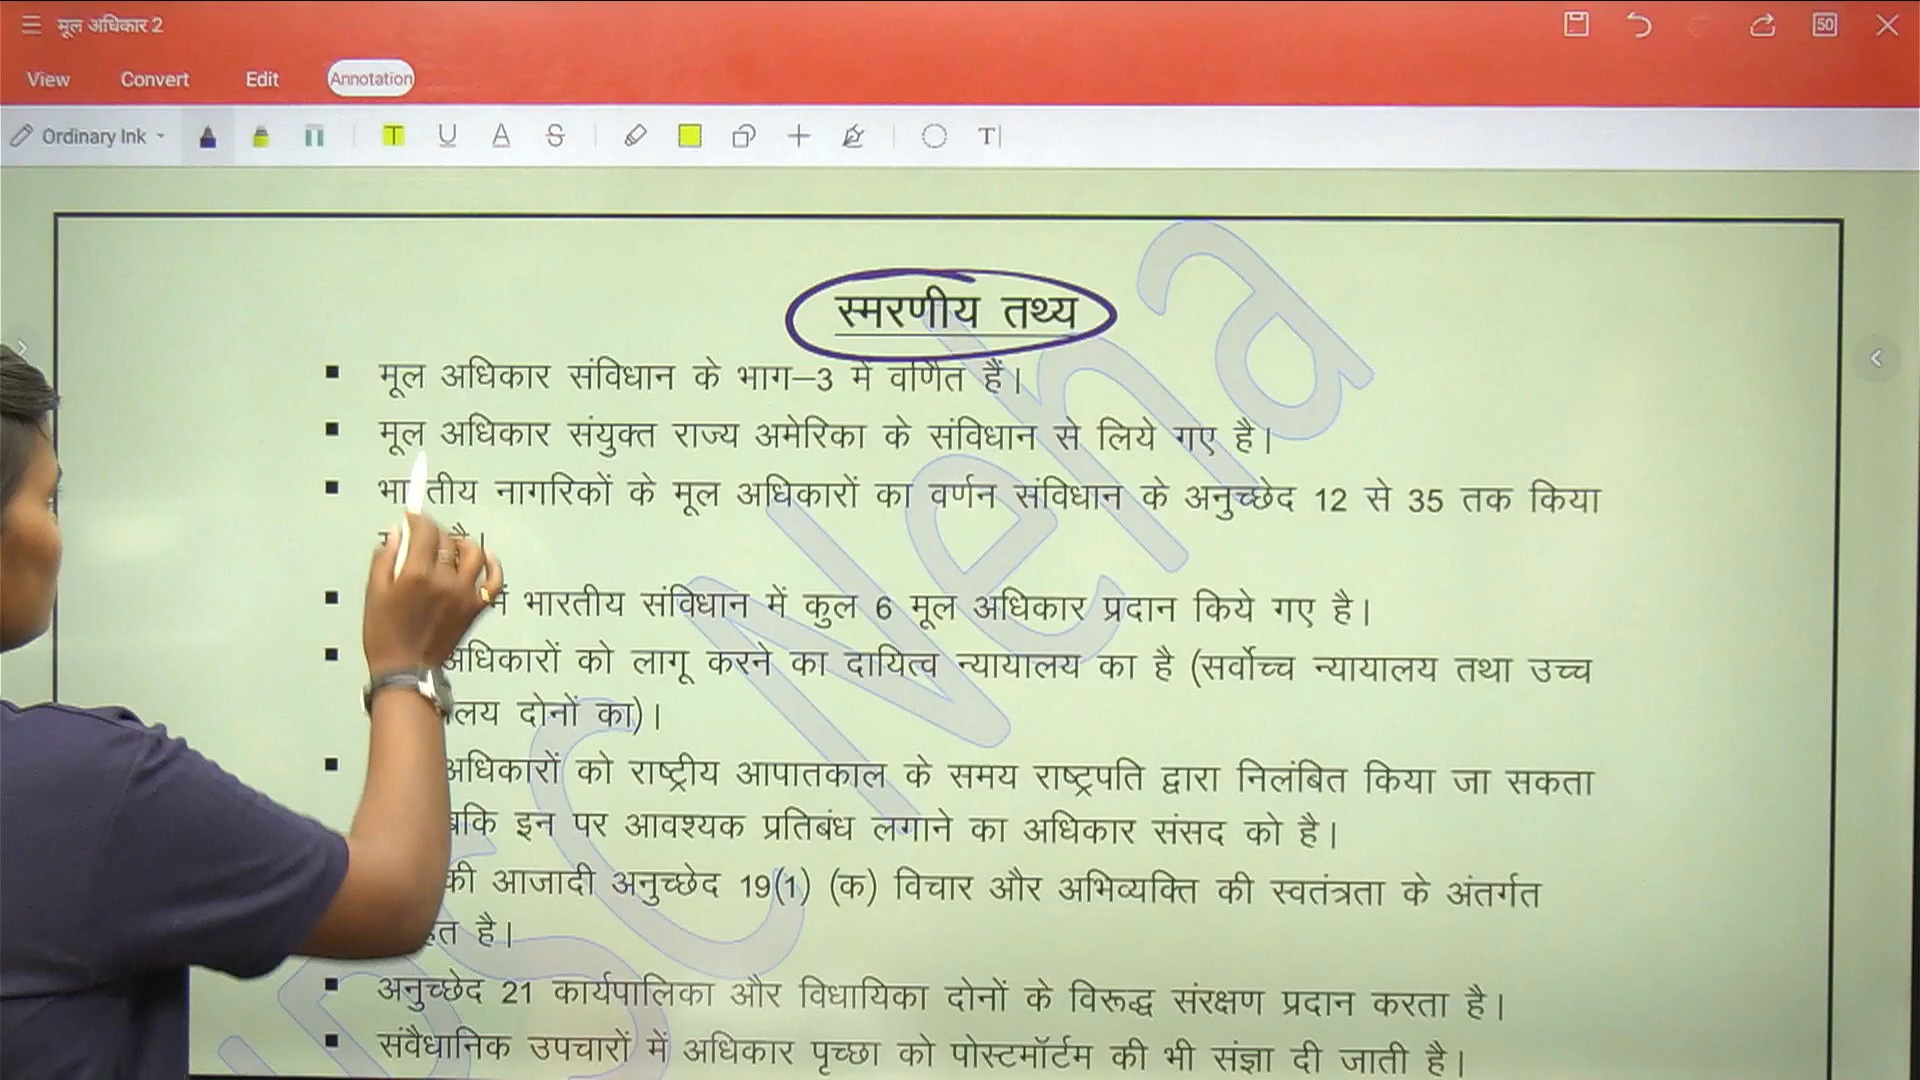 मूल अधिकार 2
50
View Convert Edit Annotation
Ordinary Ink
स्मरणीय तथ्य
▪ मूल अधिकार संविधान के भाग–3 में वर्णित हैं।
▪ मूल अधिकार संयुक्त राज्य अमेरिका के संविधान से लिये गए है।
▪ भा तीय नागरिकों के मूल अधिकारों का वर्णन संविधान के अनुच्छेद 12 से 35 तक किया
है।
▪ में भारतीय संविधान में कुल 6 मूल अधिकार प्रदान किये गए है।
▪ अधिकारों को लागू करने का दायित्व न्यायालय का है (सर्वोच्च न्यायालय तथा उच्च
लय दोनों का)।
▪ अधिकारों को राष्ट्रीय आपातकाल के समय राष्ट्रपति द्वारा निलंबित किया जा सकता
बकि इन पर आवश्यक प्रतिबंध लगाने का अधिकार संसद को है।
की आजादी अनुच्छेद 19(1) (क) विचार और अभिव्यक्ति की स्वतंत्रता के अंतर्गत
है।
▪ अनुच्छेद 21 कार्यपालिका और विधायिका दोनों के विरूद्ध संरक्षण प्रदान करता है।
▪ संवैधानिक उपचारों में अधिकार पृच्छा को पोस्टमॉर्टम की भी संज्ञा दी जाती है।
Neha